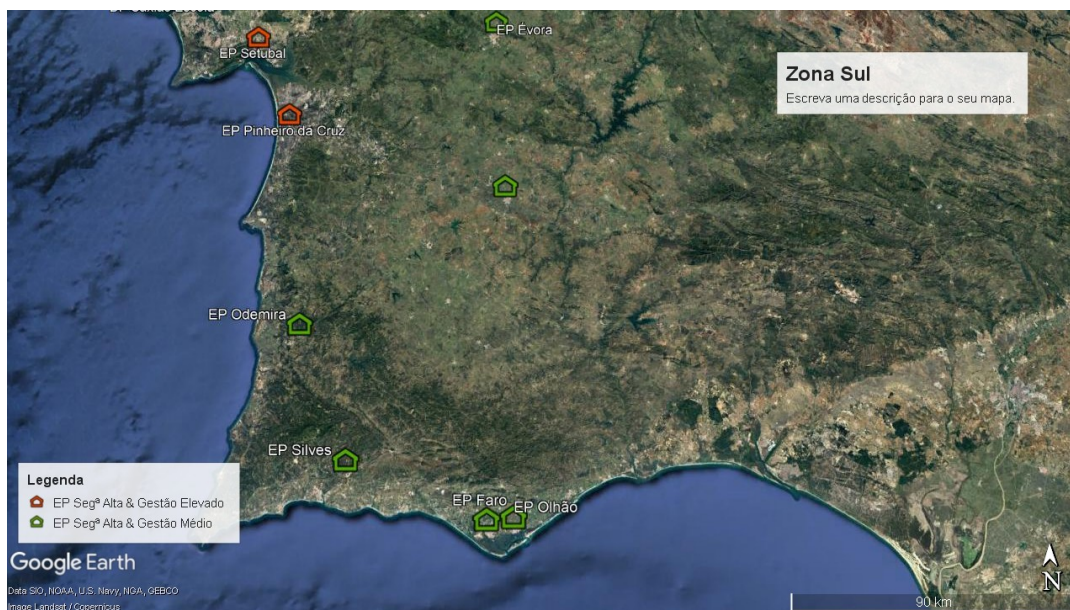 EP Évora
EP Setubal
EP Pinheiro da Cruz
Zona Sul
Escreva uma descrição para o seu mapa.
EP Odemira
EP Silves
EP Faro
EP Olhão
Legenda
EP Segª Alta & Gestão Elevado
EP Segª Alta & Gestão Médio
Google Earth
Data SIO, NOAA, U.S. Navy, NGA, GEBCO
Image Landsat / Copernicus
90 km
N